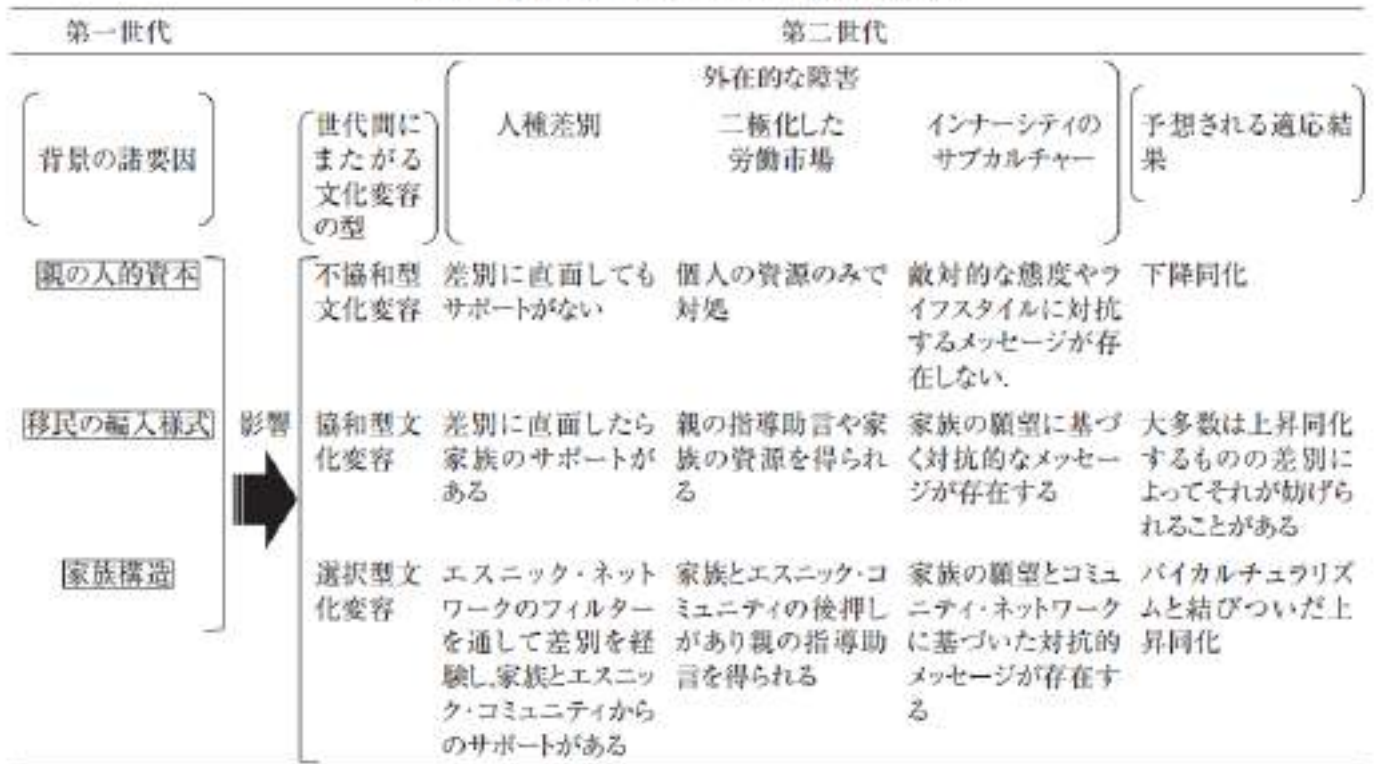 第一世代
第二世代
外在的な障害
背景の諸要因
世代間に
またがる
文化変容
の型
人種差別
二極化した
労働市場
インナーシティの
サブカルチャー
予想される適応結
果
親の人的資本
不協和型
文化変容
差別に直面しても
サポートがない
個人の資源のみで
対処
敵対的な態度やラ
イフスタイルに対抗
するメッセージが存
在しない.
下降同化
移民の編入様式
影響
協和型文
化変容
差別に直面したら
家族のサポートが
ある
親の指導助言や家
族の資源を得られ
る
家族の願望に基づ
く対抗的なメッセー
ジが存在する
大多数は上昇同化
するものの差別に
よってそれが妨げら
れることがある
家族構造
選択型文
化変容
エスニック・ネット
ワークのフィルター
を通して差別を経
験し,家族とエスニッ
ク・コミュニティから
のサポートがある
家族とエスニック・コ
ミュニティの後押し
があり親の指導助
言を得られる
家族の願望とコミュ
ニティ・ネットワーク
に基づいた対抗的
メッセージが存在す
る
バイカルチュラリズ
ムと結びついだ上
昇同化